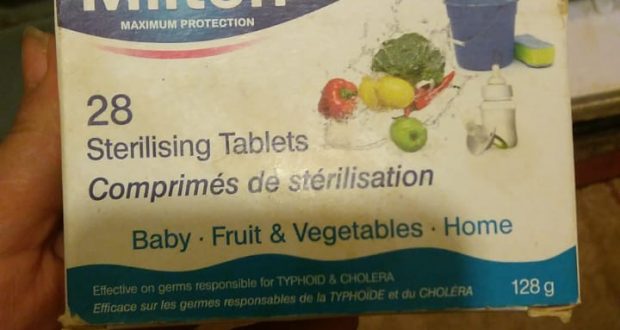 Milton
MAXIMUM PROTECTION
28
Sterilising Tablets
Comprimés de stérilisation
Baby · Fruit & Vegetables · Home
Effective on germs responsible for TYPHOID & CHOLERA
Efficace sur les germes responsables de la TYPHOÏDE et du CHOLÉRA
128 g